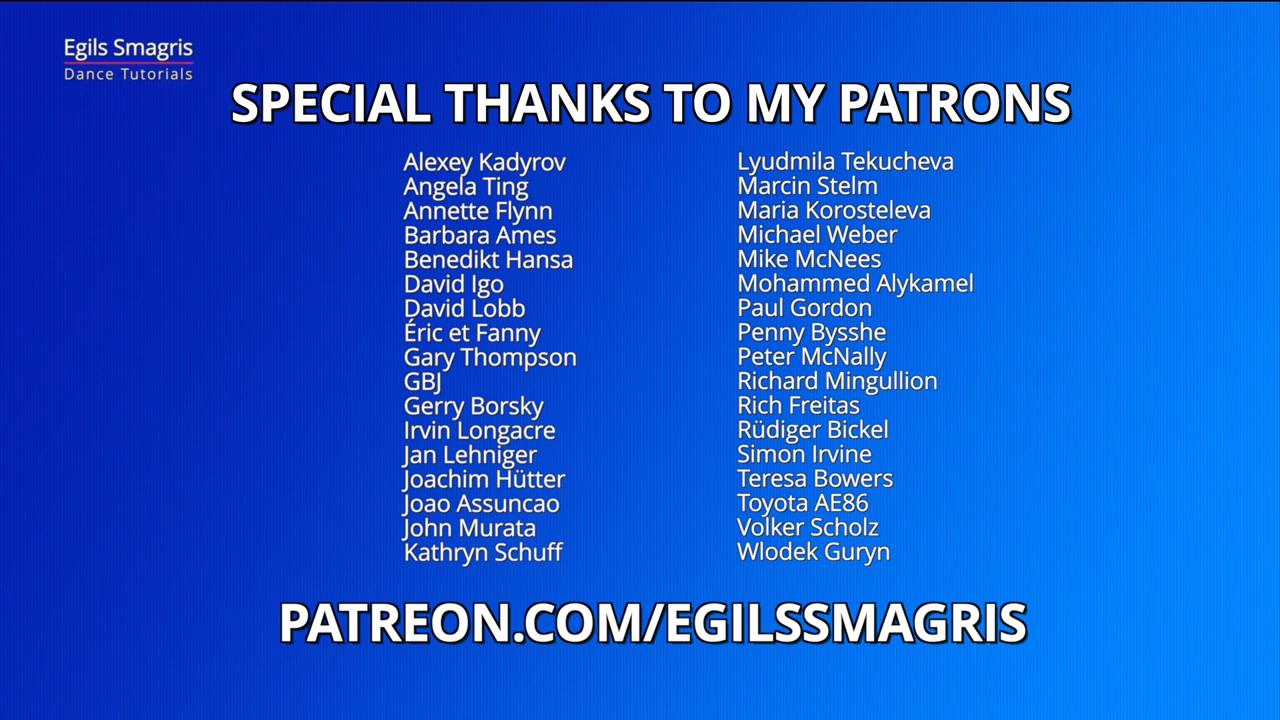 Egils Smagris
Dance Tutorials
SPECIAL THANKS TO MY PATRONS
Alexey Kadyrov
Angela Ting
Annette Flynn
Barbara Ames
Benedikt Hansa
David Igo
David Lobb
Éric et Fanny
Gary Thompson
GBJ
Gerry Borsky
Irvin Longacre
Jan Lehniger
Joachim Hütter
Joao Assuncao
John Murata
Kathryn Schuff
Lyudmila Tekucheva
Marcin Stelm
Maria Korosteleva
Michael Weber
Mike McNees
Mohammed Alykamel
Paul Gordon
Penny Bysshe
Peter McNally
Richard Mingullion
Rich Freitas
Rüdiger Bickel
Simon Irvine
Teresa Bowers
Toyota AE86
Volker Scholz
Wlodek Guryn
PATREON.COM/EGILSSMAGRIS